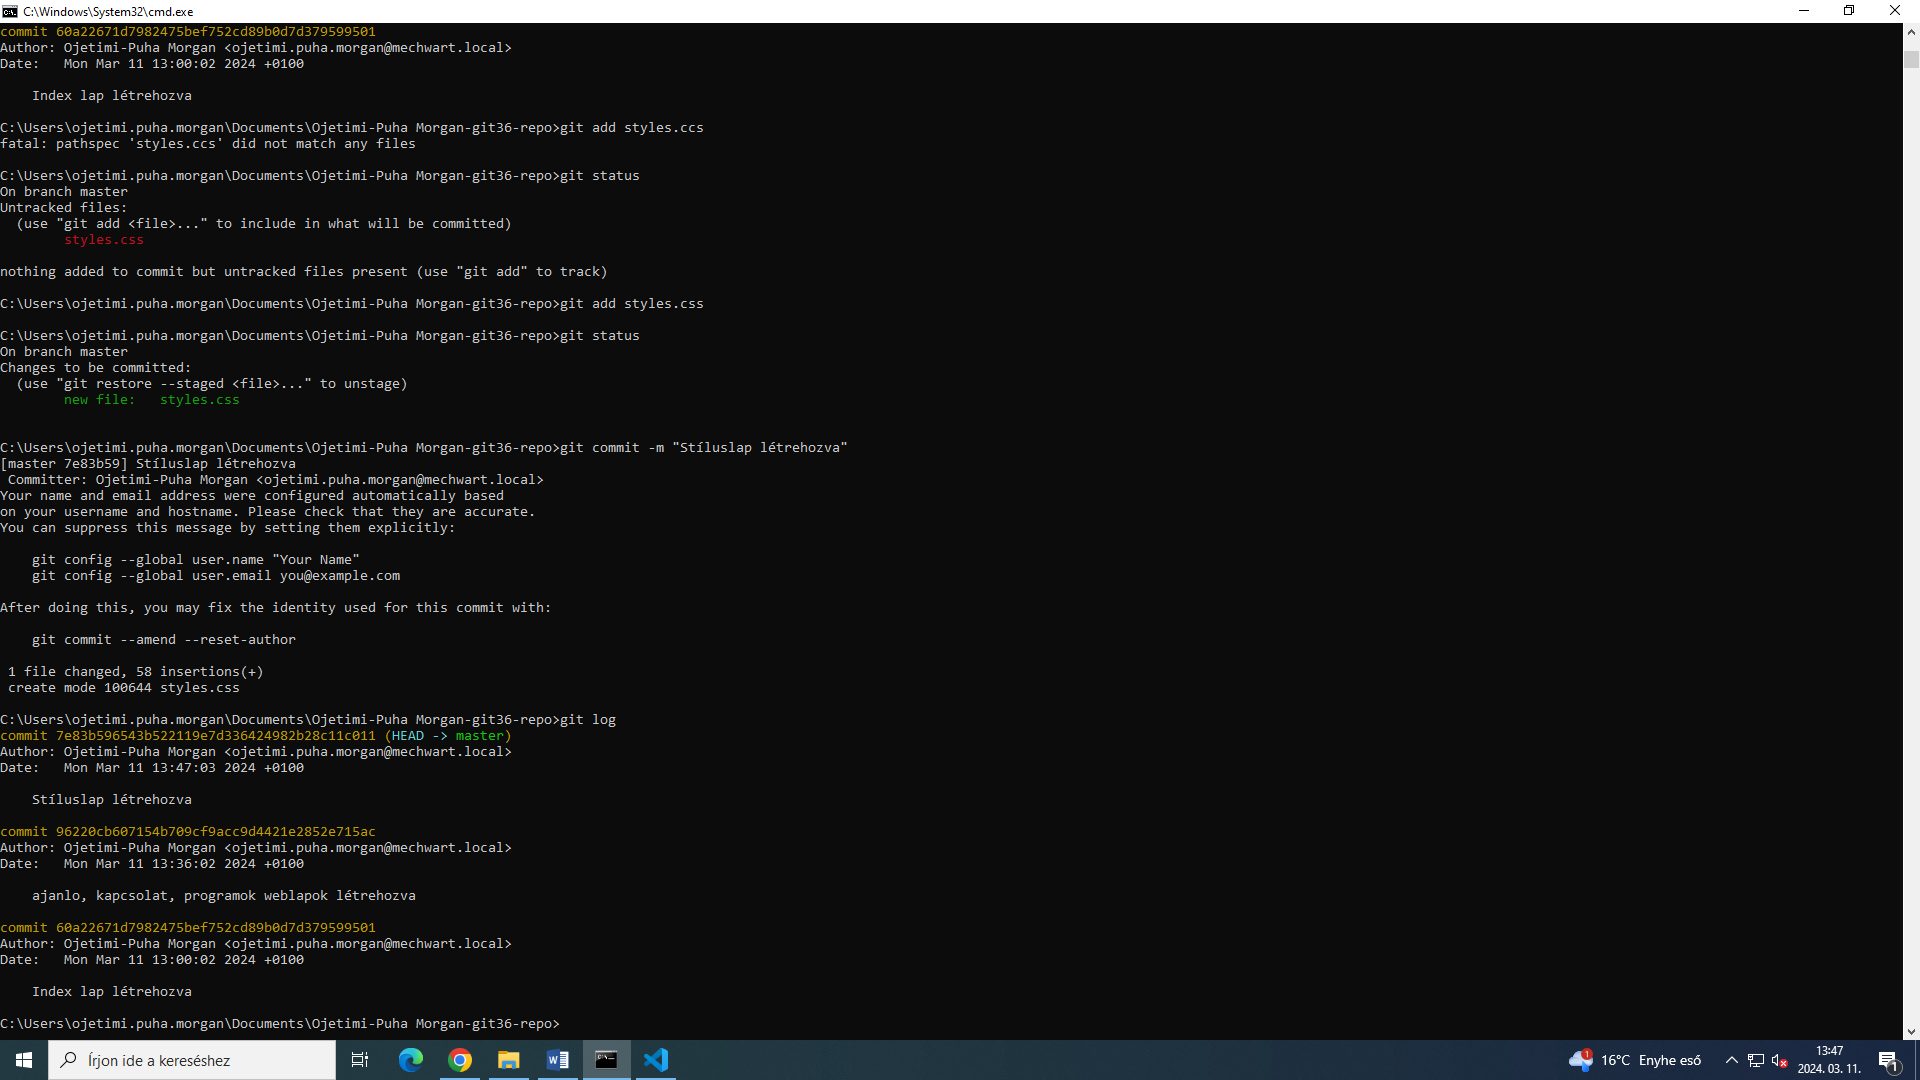 C:\Windows\System32\cmd.exe
commit 60a22671d7982475bef752cd89b0d7d379599501
Author: Ojetimi-Puha Morgan <ojetimi.puha.morgan@mechwart.local>
Date:   Mon Mar 11 13:00:02 2024 +0100
    Index lap létrehozva
C:\Users\ojetimi.puha.morgan\Documents\Ojetimi-Puha Morgan-git36-repo>git add styles.ccs
fatal: pathspec 'styles.ccs' did not match any files
C:\Users\ojetimi.puha.morgan\Documents\Ojetimi-Puha Morgan-git36-repo>git status
On branch master
Untracked files:
  (use "git add <file>..." to include in what will be committed)
        styles.css
nothing added to commit but untracked files present (use "git add" to track)
C:\Users\ojetimi.puha.morgan\Documents\Ojetimi-Puha Morgan-git36-repo>git add styles.css
C:\Users\ojetimi.puha.morgan\Documents\Ojetimi-Puha Morgan-git36-repo>git status
On branch master
Changes to be committed:
  (use "git restore --staged <file>..." to unstage)
        new file:   styles.css
C:\Users\ojetimi.puha.morgan\Documents\Ojetimi-Puha Morgan-git36-repo>git commit -m "Stíluslap létrehozva"
[master 7e83b59] Stíluslap létrehozva
 Committer: Ojetimi-Puha Morgan <ojetimi.puha.morgan@mechwart.local>
Your name and email address were configured automatically based
on your username and hostname. Please check that they are accurate.
You can suppress this message by setting them explicitly:
    git config --global user.name "Your Name"
    git config --global user.email you@example.com
After doing this, you may fix the identity used for this commit with:
    git commit --amend --reset-author
 1 file changed, 58 insertions(+)
 create mode 100644 styles.css
C:\Users\ojetimi.puha.morgan\Documents\Ojetimi-Puha Morgan-git36-repo>git log
commit 7e83b596543b522119e7d336424982b28c11c011 (HEAD -> master)
Author: Ojetimi-Puha Morgan <ojetimi.puha.morgan@mechwart.local>
Date:   Mon Mar 11 13:47:03 2024 +0100
    Stíluslap létrehozva
commit 96220cb607154b709cf9acc9d4421e2852e715ac
Author: Ojetimi-Puha Morgan <ojetimi.puha.morgan@mechwart.local>
Date:   Mon Mar 11 13:36:02 2024 +0100
    ajanlo, kapcsolat, programok weblapok létrehozva
commit 60a22671d7982475bef752cd89b0d7d379599501
Author: Ojetimi-Puha Morgan <ojetimi.puha.morgan@mechwart.local>
Date:   Mon Mar 11 13:00:02 2024 +0100
    Index lap létrehozva
C:\Users\ojetimi.puha.morgan\Documents\Ojetimi-Puha Morgan-git36-repo>
Írjon ide a kereséshez
1
16°C Enyhe eső
13:47
2024. 03. 11.
1